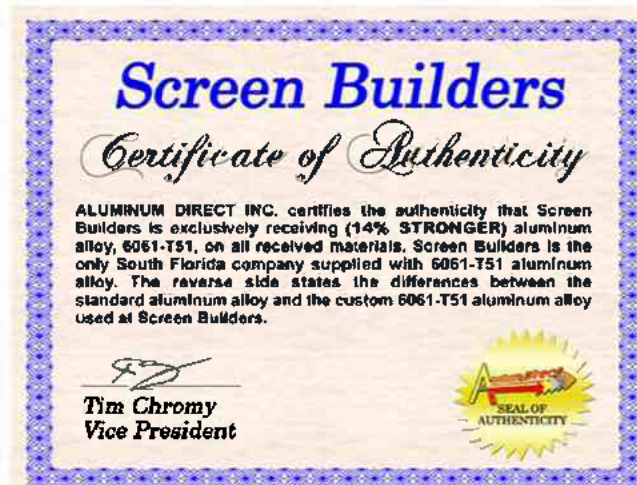 Screen Builders
Certificate of Authenticity
ALUMINUM DIRECT INC. certifies the authenticity that Screen
Builders is exclusively receiving (14% STRONGER) aluminum
alloy, 6061-T51, on all received materials. Screen Builders is the
only South Florida company supplied with 6061-T51 aluminum
alloy. The reverse side states the differences between the
standard aluminum alloy and the custom 6061-T51 aluminum alloy
used at Screen Builders.
Tim Chromy
Vice President
SEAL OF
AUTHENTICITY